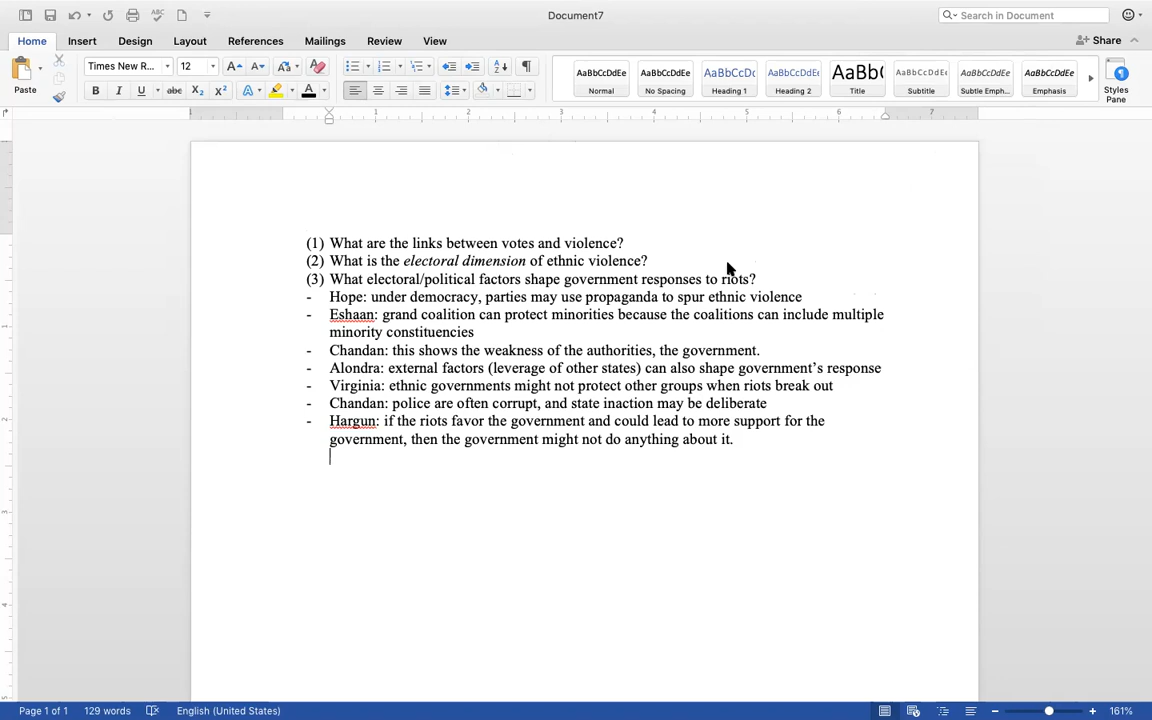 Document7
Search in Document
Home Insert Design Layout References Mailings Review View
Share
Paste
Times New R... 12
AaBbCcDdEe AaBbCcDdEe AaBbCcDc AaBbCcDdEe AaBb( AaBbCcDdEe AaBbCcDdEe AaBbCcDdEe
Normal No Spacing Heading 1 Heading 2 Title Subtitle Subtle Emph... Emphasis
Styles
Pane
(1) What are the links between votes and violence?
(2) What is the electoral dimension of ethnic violence?
(3) What electoral/political factors shape government responses to riots?
- Hope: under democracy, parties may use propaganda to spur ethnic violence
- Eshaan: grand coalition can protect minorities because the coalitions can include multiple
minority constituencies
- Chandan: this shows the weakness of the authorities, the government.
- Alondra: external factors (leverage of other states) can also shape government’s response
- Virginia: ethnic governments might not protect other groups when riots break out
- Chandan: police are often corrupt, and state inaction may be deliberate
- Hargun: if the riots favor the government and could lead to more support for the
government, then the government might not do anything about it.
Page 1 of 1 129 words English (United States) 161%